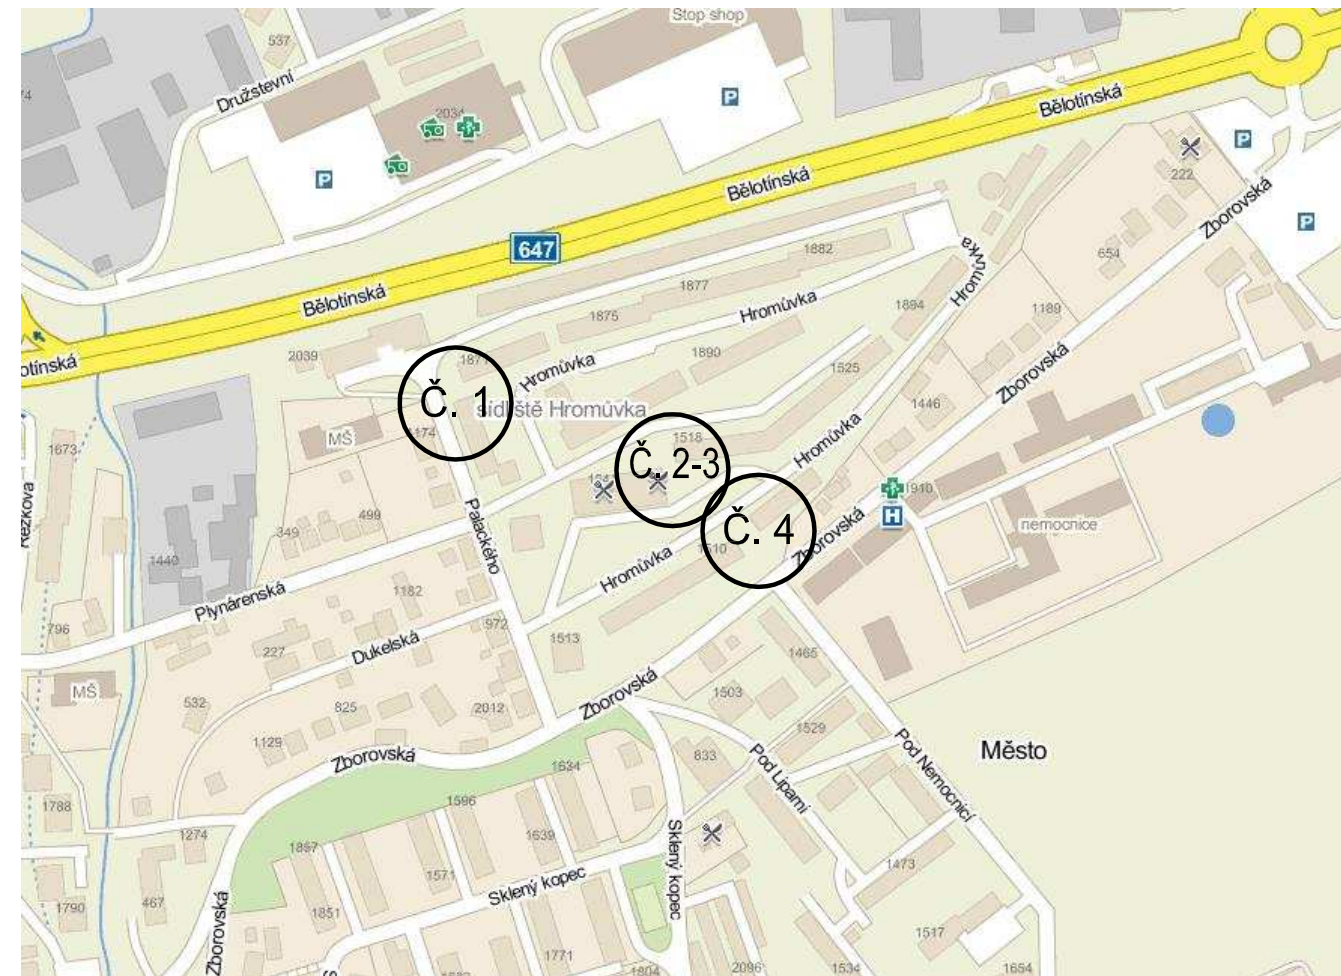 Stop shop
537
Družstevní
2034
Bělotínská
222
Bělotínská
Zborovská
647
1882
654
Hromůvka
1877
Bělotínská
Hromůvka
1894
1875
1189
otínská
2039
1871
Hromůvka
1890
1525
Zborovská
Č. 1
sídliště Hromůvka
1446
1174
MŠ
1518
Hromůvka
1673
Č. 2-3
1910
H
Palackého
499
349
Č. 4
nemocnice
Zborovská
1510
1440
Hromůvka
Plynárenská
1182
796
972
Dukelská
227
1513
1465
MŠ
532
825
2012
Zborovská
1503
1529
1129
Zborovská
833
Pod Lipami
Pod Nemocnicí
Město
1634
1788
1596
1274
1639
1857
Sklený kopec
1571
1473
Sklený kopec
467
1790
1851
1517
Zborovská
1771
1804
2096
1534
1654